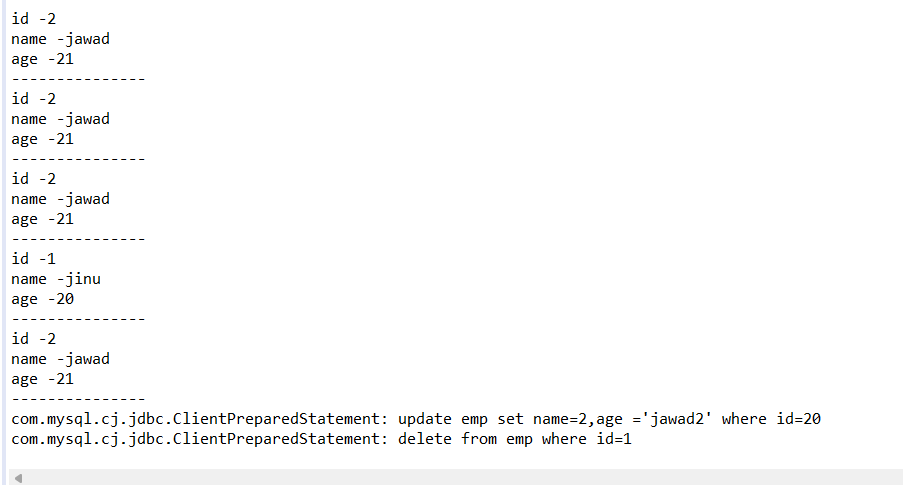 id -2
name -jawad
age -21
---------------
id -2
name -jawad
age -21
---------------
id -2
name -jawad
age -21
---------------
id -1
name -jinu
age -20
---------------
id -2
name -jawad
age -21
---------------
com.mysql.cj.jdbc.ClientPreparedStatement: update emp set name=2,age ='jawad2' where id=20
com.mysql.cj.jdbc.ClientPreparedStatement: delete from emp where id=1